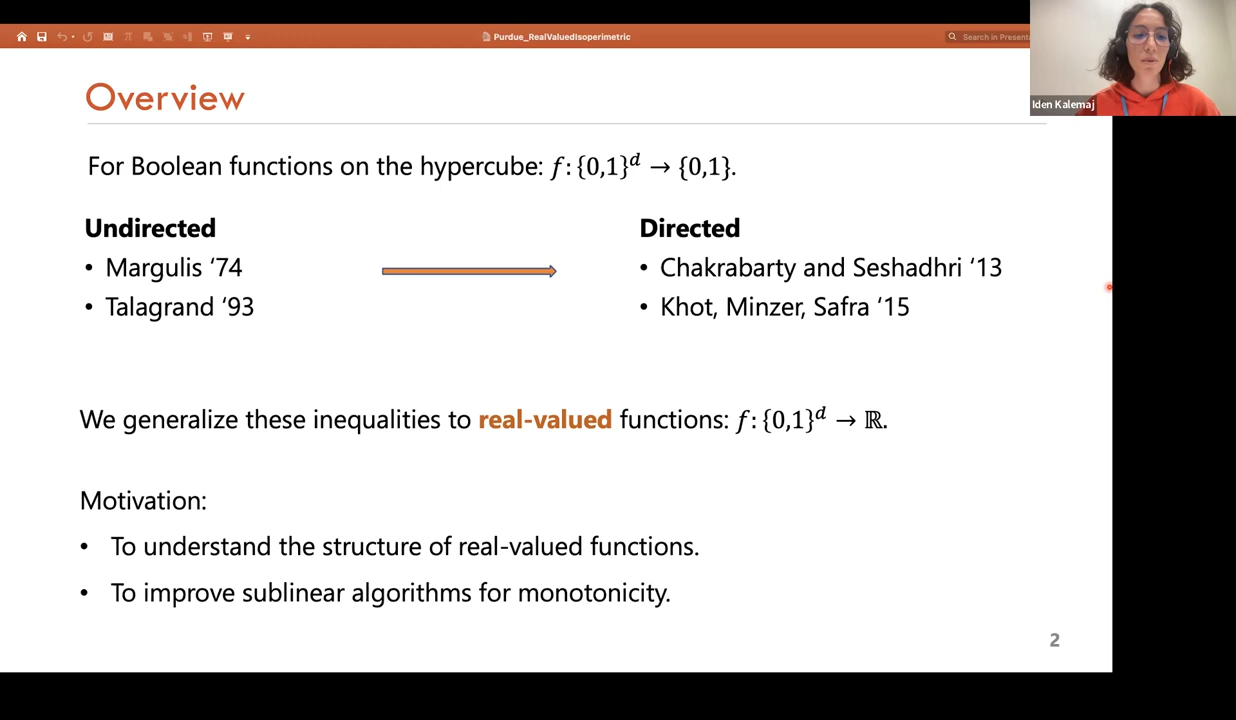 Purdue_RealValuedIsoperimetric
Search in Presenta
Iden Kalemaj
Overview
For Boolean functions on the hypercube: f: {0,1}^d → {0,1}.
Undirected
• Margulis ‘74
• Talagrand ‘93
Directed
• Chakrabarty and Seshadhri ‘13
• Khot, Minzer, Safra ‘15
We generalize these inequalities to real-valued functions: f: {0,1}^d → ℝ.
Motivation:
• To understand the structure of real-valued functions.
• To improve sublinear algorithms for monotonicity.
2